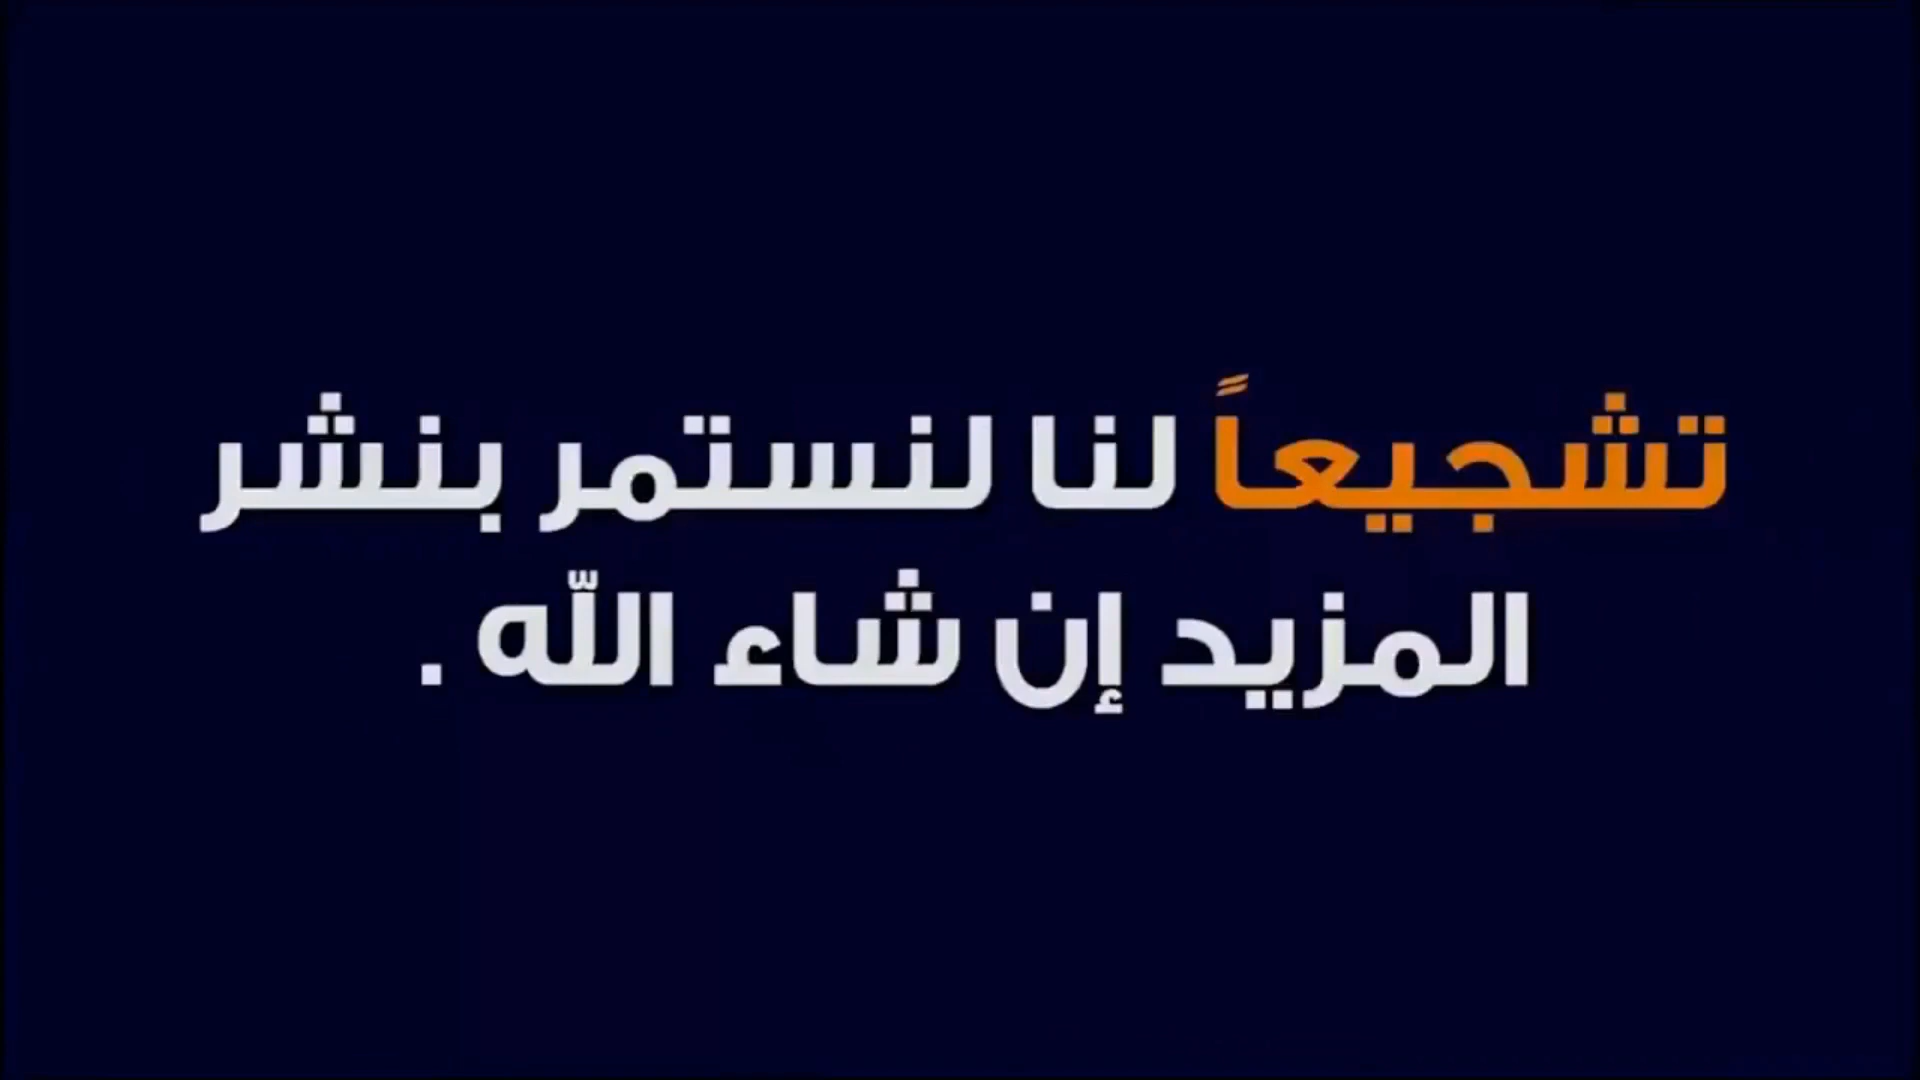 تشجيعاً لنا لنستمر بنشر
المزيد إن شاء اللّه .